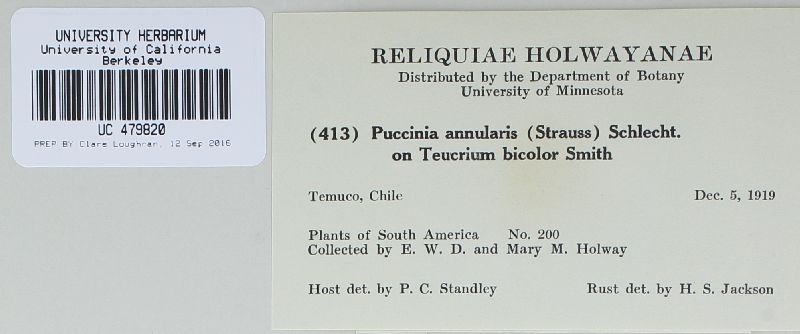 UNIVERSITY HERBARIUM
University of California
Berkeley
UC 479820
PREP BY Clare Loughran, 12 Sep 2016
RELIQUIAE HOLWAYANAE
Distributed by the Department of Botany
University of Minnesota
(413) Puccinia annularis (Strauss) Schlecht.
on Teucrium bicolor Smith
Temuco, Chile Dec. 5, 1919
Plants of South America No. 200
Collected by E. W. D. and Mary M. Holway
Host det. by P. C. Standley Rust det. by H. S. Jackson